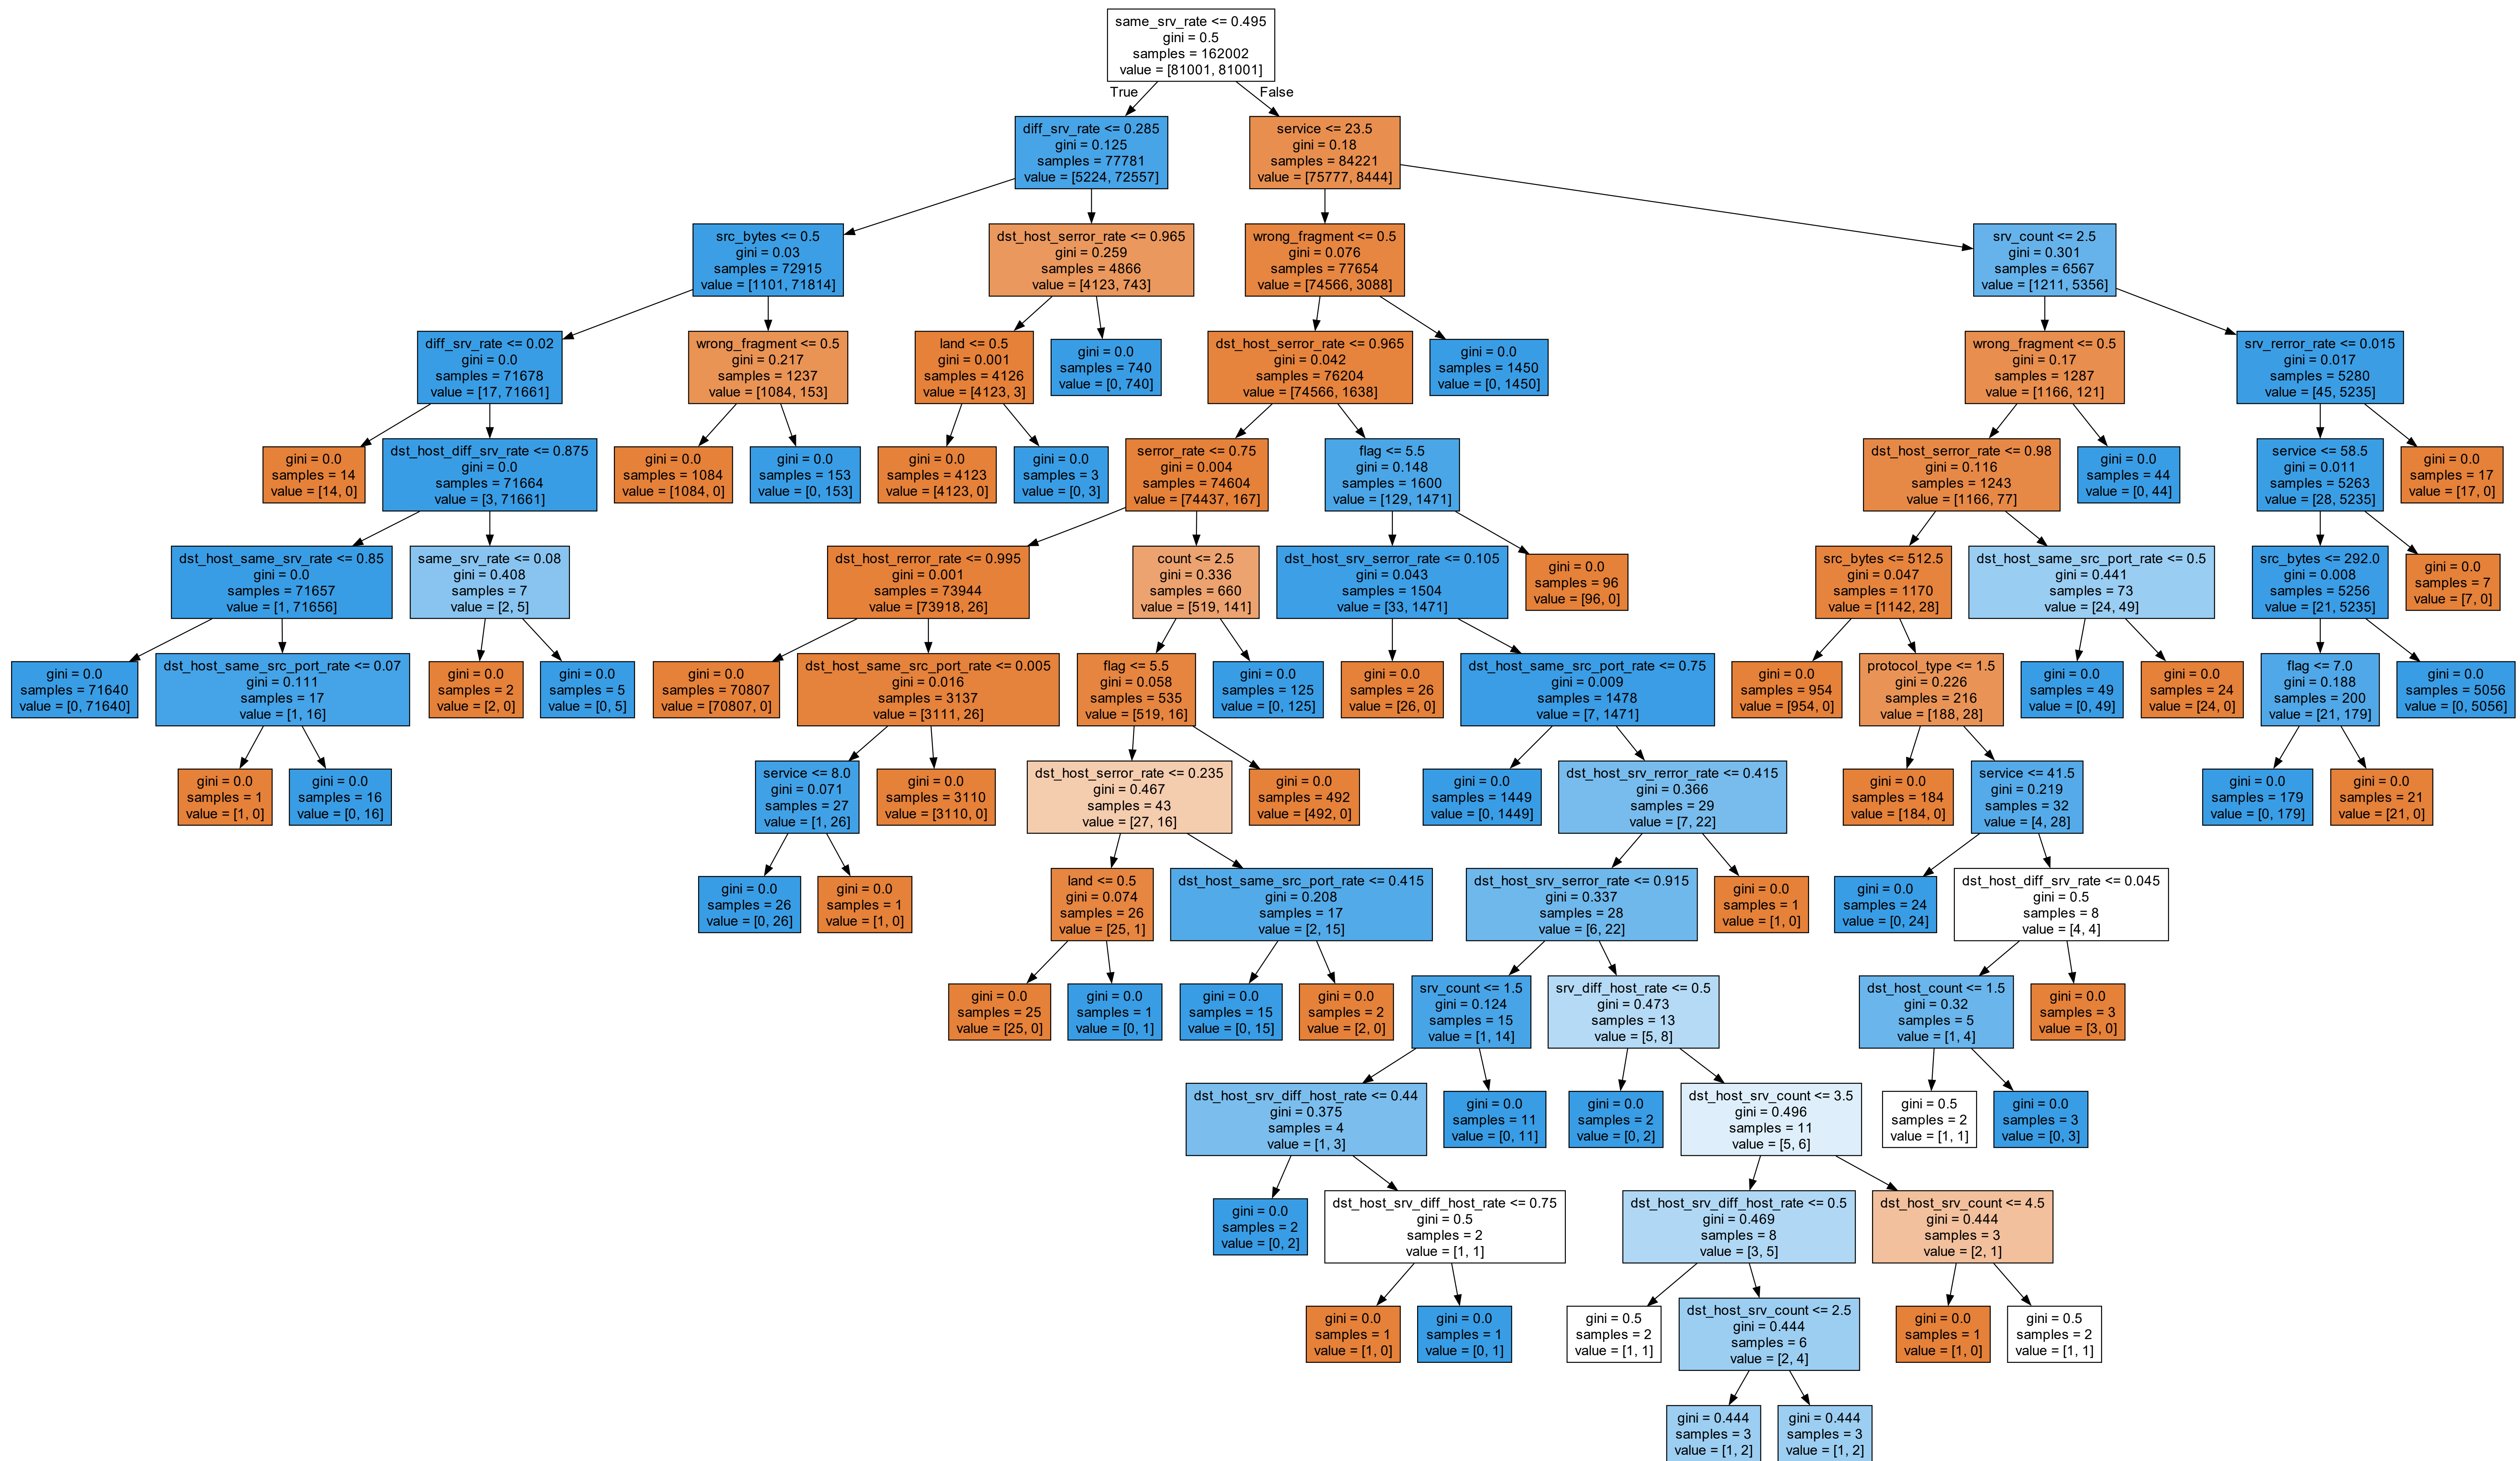 same_srv_rate <= 0.495
gini = 0.5
samples = 162002
value = [81001, 81001]
True
False
diff_srv_rate <= 0.285
gini = 0.125
samples = 77781
value = [5224, 72557]
service <= 23.5
gini = 0.18
samples = 84221
value = [75777, 8444]
src_bytes <= 0.5
gini = 0.03
samples = 72915
value = [1101, 71814]
dst_host_serror_rate <= 0.965
gini = 0.259
samples = 4866
value = [4123, 743]
wrong_fragment <= 0.5
gini = 0.076
samples = 77654
value = [74566, 3088]
srv_count <= 2.5
gini = 0.301
samples = 6567
value = [1211, 5356]
diff_srv_rate <= 0.02
gini = 0.0
samples = 71678
value = [17, 71661]
wrong_fragment <= 0.5
gini = 0.217
samples = 1237
value = [1084, 153]
land <= 0.5
gini = 0.001
samples = 4126
value = [4123, 3]
gini = 0.0
samples = 740
value = [0, 740]
dst_host_serror_rate <= 0.965
gini = 0.042
samples = 76204
value = [74566, 1638]
gini = 0.0
samples = 1450
value = [0, 1450]
wrong_fragment <= 0.5
gini = 0.17
samples = 1287
value = [1166, 121]
srv_rerror_rate <= 0.015
gini = 0.017
samples = 5280
value = [45, 5235]
gini = 0.0
samples = 14
value = [14, 0]
dst_host_diff_srv_rate <= 0.875
gini = 0.0
samples = 71664
value = [3, 71661]
gini = 0.0
samples = 1084
value = [1084, 0]
gini = 0.0
samples = 153
value = [0, 153]
gini = 0.0
samples = 4123
value = [4123, 0]
gini = 0.0
samples = 3
value = [0, 3]
serror_rate <= 0.75
gini = 0.004
samples = 74604
value = [74437, 167]
flag <= 5.5
gini = 0.148
samples = 1600
value = [129, 1471]
dst_host_serror_rate <= 0.98
gini = 0.116
samples = 1243
value = [1166, 77]
gini = 0.0
samples = 44
value = [0, 44]
service <= 58.5
gini = 0.011
samples = 5263
value = [28, 5235]
gini = 0.0
samples = 17
value = [17, 0]
dst_host_same_srv_rate <= 0.85
gini = 0.0
samples = 71657
value = [1, 71656]
same_srv_rate <= 0.08
gini = 0.408
samples = 7
value = [2, 5]
dst_host_rerror_rate <= 0.995
gini = 0.001
samples = 73944
value = [73918, 26]
count <= 2.5
gini = 0.336
samples = 660
value = [519, 141]
dst_host_srv_serror_rate <= 0.105
gini = 0.043
samples = 1504
value = [33, 1471]
gini = 0.0
samples = 96
value = [96, 0]
src_bytes <= 512.5
gini = 0.047
samples = 1170
value = [1142, 28]
dst_host_same_src_port_rate <= 0.5
gini = 0.441
samples = 73
value = [24, 49]
src_bytes <= 292.0
gini = 0.008
samples = 5256
value = [21, 5235]
gini = 0.0
samples = 7
value = [7, 0]
gini = 0.0
samples = 71640
value = [0, 71640]
dst_host_same_src_port_rate <= 0.07
gini = 0.111
samples = 17
value = [1, 16]
gini = 0.0
samples = 2
value = [2, 0]
gini = 0.0
samples = 5
value = [0, 5]
gini = 0.0
samples = 70807
value = [70807, 0]
dst_host_same_src_port_rate <= 0.005
gini = 0.016
samples = 3137
value = [3111, 26]
flag <= 5.5
gini = 0.058
samples = 535
value = [519, 16]
gini = 0.0
samples = 125
value = [0, 125]
gini = 0.0
samples = 26
value = [26, 0]
dst_host_same_src_port_rate <= 0.75
gini = 0.009
samples = 1478
value = [7, 1471]
gini = 0.0
samples = 954
value = [954, 0]
protocol_type <= 1.5
gini = 0.226
samples = 216
value = [188, 28]
gini = 0.0
samples = 49
value = [0, 49]
gini = 0.0
samples = 24
value = [24, 0]
flag <= 7.0
gini = 0.188
samples = 200
value = [21, 179]
gini = 0.0
samples = 5056
value = [0, 5056]
gini = 0.0
samples = 1
value = [1, 0]
gini = 0.0
samples = 16
value = [0, 16]
service <= 8.0
gini = 0.071
samples = 27
value = [1, 26]
gini = 0.0
samples = 3110
value = [3110, 0]
dst_host_serror_rate <= 0.235
gini = 0.467
samples = 43
value = [27, 16]
gini = 0.0
samples = 492
value = [492, 0]
gini = 0.0
samples = 1449
value = [0, 1449]
dst_host_srv_rerror_rate <= 0.415
gini = 0.366
samples = 29
value = [7, 22]
gini = 0.0
samples = 184
value = [184, 0]
service <= 41.5
gini = 0.219
samples = 32
value = [4, 28]
gini = 0.0
samples = 179
value = [0, 179]
gini = 0.0
samples = 21
value = [21, 0]
gini = 0.0
samples = 26
value = [0, 26]
gini = 0.0
samples = 1
value = [1, 0]
land <= 0.5
gini = 0.074
samples = 26
value = [25, 1]
dst_host_same_src_port_rate <= 0.415
gini = 0.208
samples = 17
value = [2, 15]
dst_host_srv_serror_rate <= 0.915
gini = 0.337
samples = 28
value = [6, 22]
gini = 0.0
samples = 1
value = [1, 0]
gini = 0.0
samples = 24
value = [0, 24]
dst_host_diff_srv_rate <= 0.045
gini = 0.5
samples = 8
value = [4, 4]
gini = 0.0
samples = 25
value = [25, 0]
gini = 0.0
samples = 1
value = [0, 1]
gini = 0.0
samples = 15
value = [0, 15]
gini = 0.0
samples = 2
value = [2, 0]
srv_count <= 1.5
gini = 0.124
samples = 15
value = [1, 14]
srv_diff_host_rate <= 0.5
gini = 0.473
samples = 13
value = [5, 8]
dst_host_count <= 1.5
gini = 0.32
samples = 5
value = [1, 4]
gini = 0.0
samples = 3
value = [3, 0]
dst_host_srv_diff_host_rate <= 0.44
gini = 0.375
samples = 4
value = [1, 3]
gini = 0.0
samples = 11
value = [0, 11]
gini = 0.0
samples = 2
value = [0, 2]
dst_host_srv_count <= 3.5
gini = 0.496
samples = 11
value = [5, 6]
gini = 0.5
samples = 2
value = [1, 1]
gini = 0.0
samples = 3
value = [0, 3]
gini = 0.0
samples = 2
value = [0, 2]
dst_host_srv_diff_host_rate <= 0.75
gini = 0.5
samples = 2
value = [1, 1]
dst_host_srv_diff_host_rate <= 0.5
gini = 0.469
samples = 8
value = [3, 5]
dst_host_srv_count <= 4.5
gini = 0.444
samples = 3
value = [2, 1]
gini = 0.0
samples = 1
value = [1, 0]
gini = 0.0
samples = 1
value = [0, 1]
gini = 0.5
samples = 2
value = [1, 1]
dst_host_srv_count <= 2.5
gini = 0.444
samples = 6
value = [2, 4]
gini = 0.0
samples = 1
value = [1, 0]
gini = 0.5
samples = 2
value = [1, 1]
gini = 0.444
samples = 3
value = [1, 2]
gini = 0.444
samples = 3
value = [1, 2]